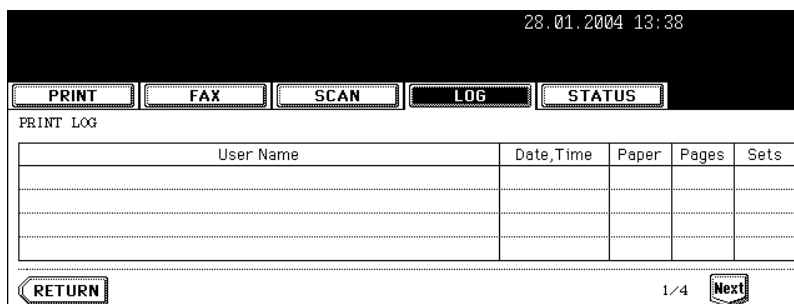 28.01.2004 13:38
PRINT FAX SCAN LOG STATUS
PRINT LOG
User Name Date,Time Paper Pages Sets
RETURN 1/4 Next